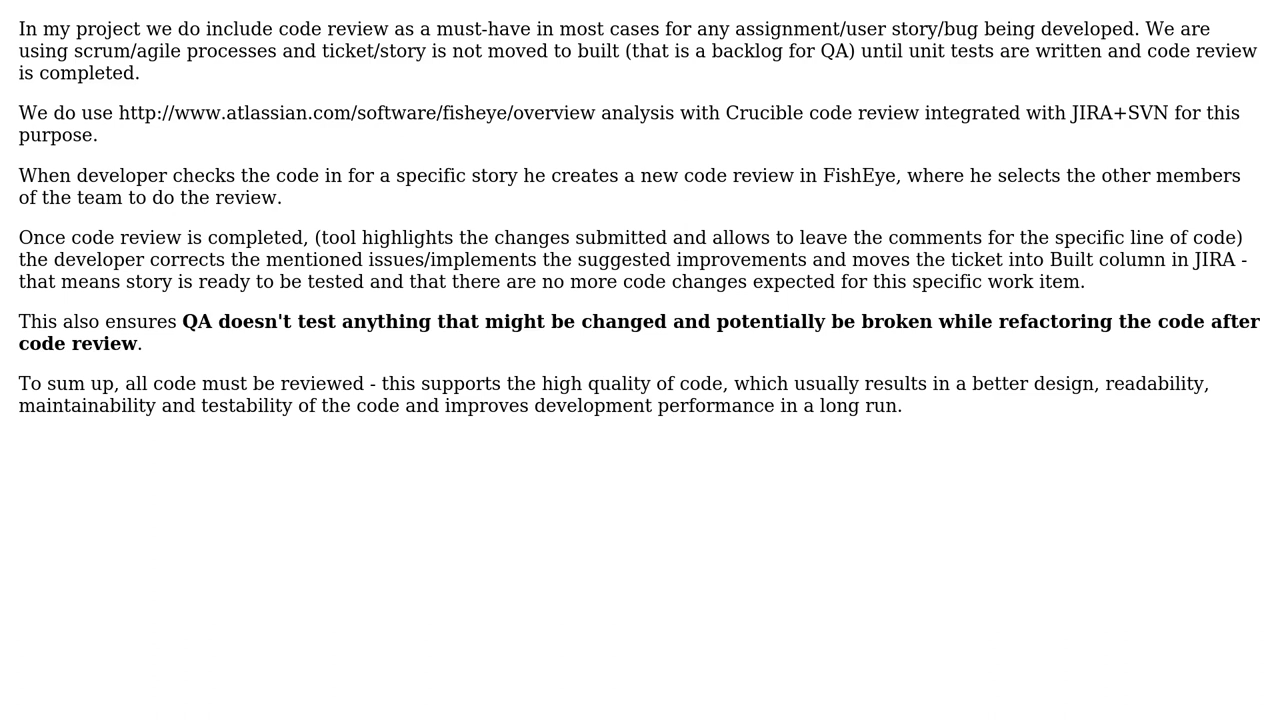 In my project we do include code review as a must-have in most cases for any assignment/user story/bug being developed. We are
using scrum/agile processes and ticket/story is not moved to built (that is a backlog for QA) until unit tests are written and code review
is completed.
We do use http://www.atlassian.com/software/fisheye/overview analysis with Crucible code review integrated with JIRA+SVN for this
purpose.
When developer checks the code in for a specific story he creates a new code review in FishEye, where he selects the other members
of the team to do the review.
Once code review is completed, (tool highlights the changes submitted and allows to leave the comments for the specific line of code)
the developer corrects the mentioned issues/implements the suggested improvements and moves the ticket into Built column in JIRA -
that means story is ready to be tested and that there are no more code changes expected for this specific work item.
This also ensures QA doesn't test anything that might be changed and potentially be broken while refactoring the code after
code review.
To sum up, all code must be reviewed - this supports the high quality of code, which usually results in a better design, readability,
maintainability and testability of the code and improves development performance in a long run.